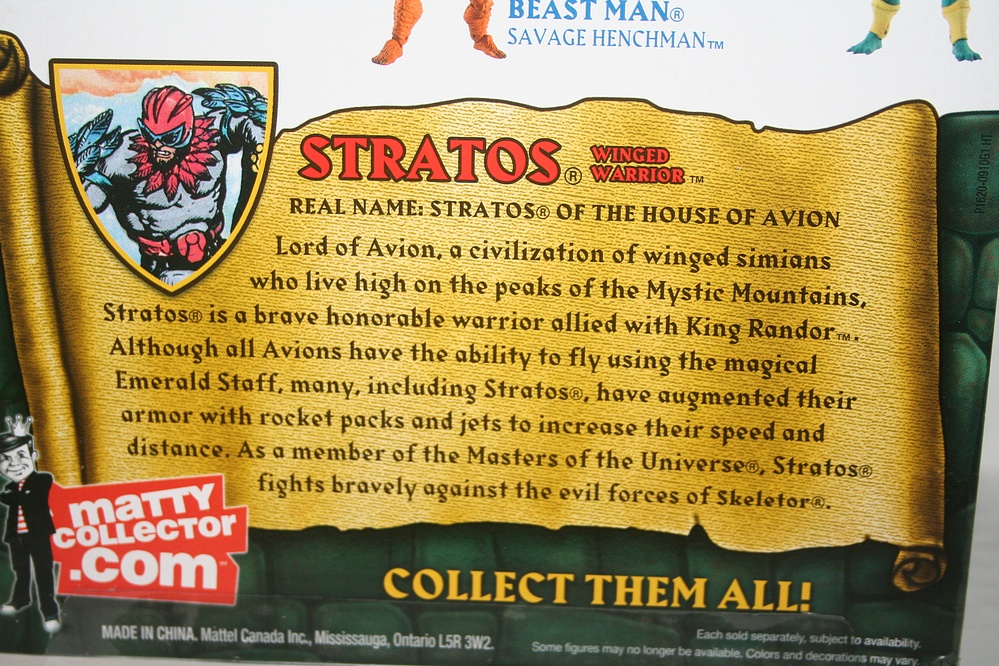 BEAST MAN®
SAVAGE HENCHMAN™
STRATOS® WINGED WARRIOR™
REAL NAME: STRATOS® OF THE HOUSE OF AVION
Lord of Avion, a civilization of winged simians
who live high on the peaks of the Mystic Mountains,
Stratos® is a brave honorable warrior allied with King Randor™.
Although all Avions have the ability to fly using the magical
Emerald Staff, many, including Stratos®, have augmented their
armor with rocket packs and jets to increase their speed and
distance. As a member of the Masters of the Universe®, Stratos®
fights bravely against the evil forces of Skeletor®.
matty
collector
.com™
COLLECT THEM ALL!
MADE IN CHINA. Mattel Canada Inc., Mississauga, Ontario L5R 3W2.
Each sold separately, subject to availability.
Some figures may no longer be available. Colors and decorations may vary.
P1620-0910G1 HT